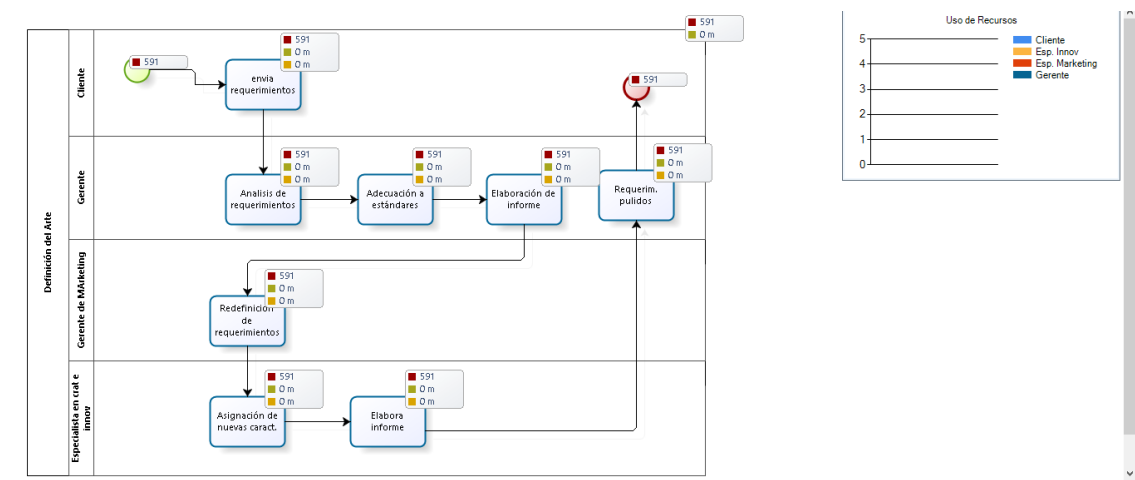 Definición del Arte
Cliente
591
591
0 m
0 m
envia
requerimientos
591
0 m
591
Gerente
591
0 m
0 m
Analisis de
requerimientos
591
0 m
0 m
Adecuación a
estándares
591
0 m
0 m
Elaboración de
informe
591
0 m
0 m
Requerim.
pulidos
Gerente de MArketing
591
0 m
0 m
Redefinición
de
requerimientos
Especialista en cral e
innov
591
0 m
0 m
Asignación de
nuevas caract.
591
0 m
0 m
Elabora
informe
Uso de Recursos
5
4
3
2
1
0
Cliente
Esp. Innov
Esp. Marketing
Gerente